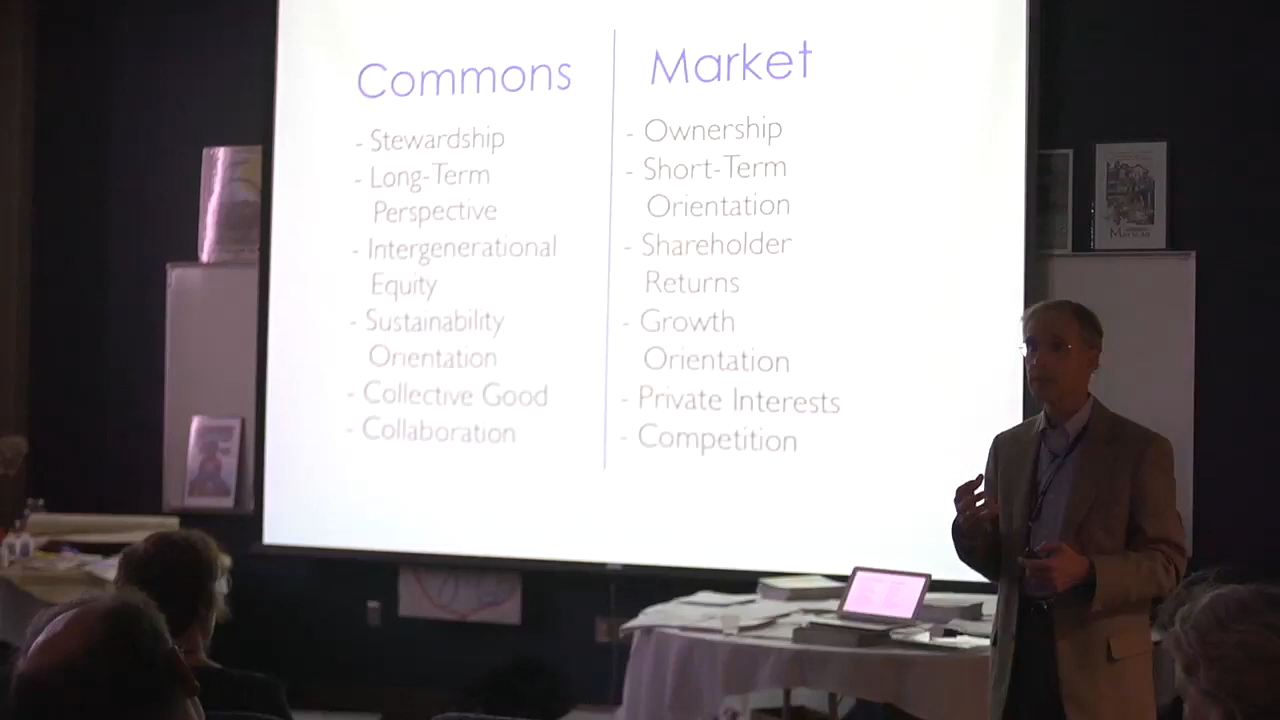 Commons
- Stewardship
- Long-Term
Perspective
- Intergenerational
Equity
- Sustainability
Orientation
- Collective Good
- Collaboration
Market
- Ownership
- Short-Term
Orientation
- Shareholder
Returns
- Growth
Orientation
- Private Interests
- Competition